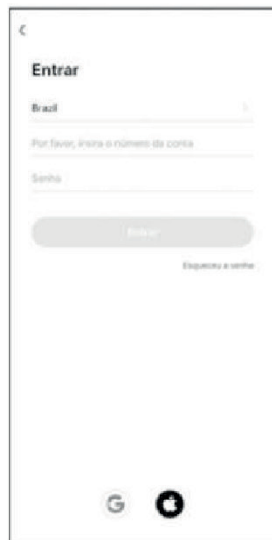 Entrar
Brazil
Por favor, insira o número da conta
Senha
Entrar
Esqueceu a senha